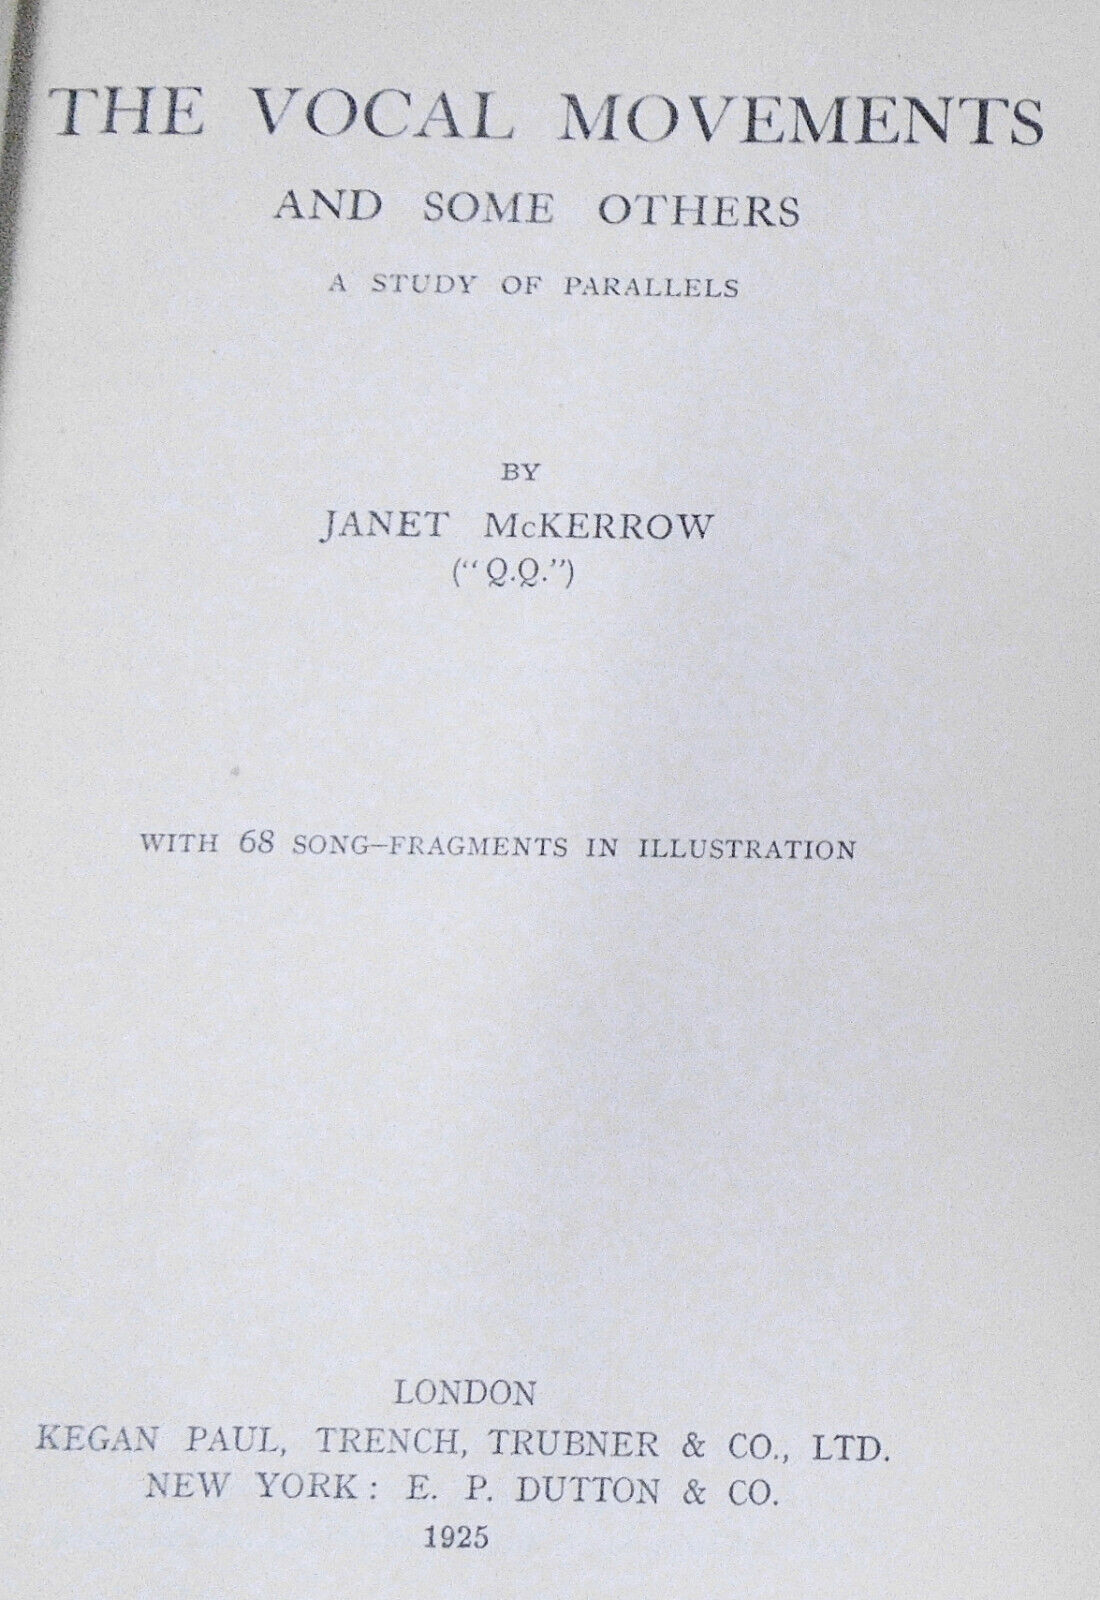 THE VOCAL MOVEMENTS
AND SOME OTHERS
A STUDY OF PARALLELS
BY
JANET McKERROW
("Q.Q.")
WITH 68 SONG–FRAGMENTS IN ILLUSTRATION
LONDON
KEGAN PAUL, TRENCH, TRUBNER & CO., LTD.
NEW YORK: E. P. DUTTON & CO.
1925